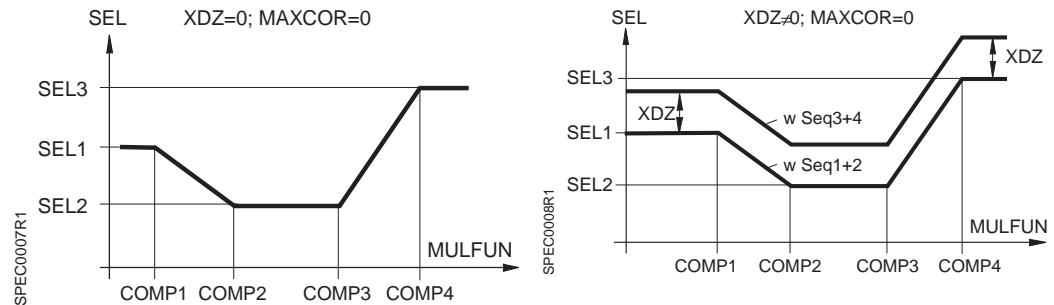 SEL
XDZ=0; MAXCOR=0
SEL3
SEL1
SEL2
MULFUN
COMP1 COMP2 COMP3 COMP4
SPEC0007R1
SEL
XDZ≠0; MAXCOR=0
XDZ
SEL3
XDZ
w Seq3+4
SEL1
w Seq1+2
SEL2
MULFUN
COMP1 COMP2 COMP3 COMP4
SPEC0008R1